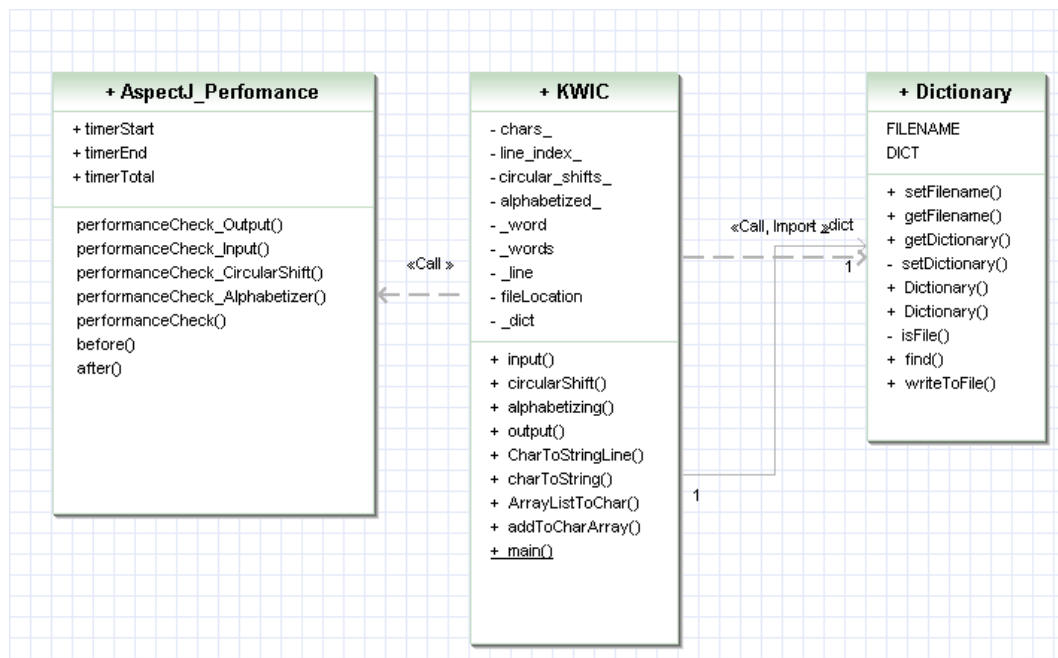 + AspectJ_Perfomance
+ timerStart
+ timerEnd
+ timerTotal
performanceCheck_Output()
performanceCheck_Input()
performanceCheck_CircularShift()
performanceCheck_Alphabetizer()
performanceCheck()
before()
after()
«Call »
+ KWIC
- chars_
- line_index_
- circular_shifts_
- alphabetized_
- _word
- _words
- _line
- fileLocation
- _dict
+ input()
+ circularShift()
+ alphabetizing()
+ output()
+ CharToStringLine()
+ charToString()
+ ArrayListToChar()
+ addToCharArray()
+ main()
«Call, Import »
_dict
1
1
+ Dictionary
FILENAME
DICT
+ setFilename()
+ getFilename()
+ getDictionary()
- setDictionary()
+ Dictionary()
+ Dictionary()
- isFile()
+ find()
+ writeToFile()